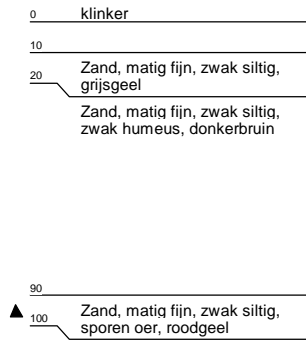 0 klinker
10
Zand, matig fijn, zwak siltig,
20 grijsgeel
Zand, matig fijn, zwak siltig,
zwak humeus, donkerbruin
90
Zand, matig fijn, zwak siltig,
100 sporen oer, roodgeel